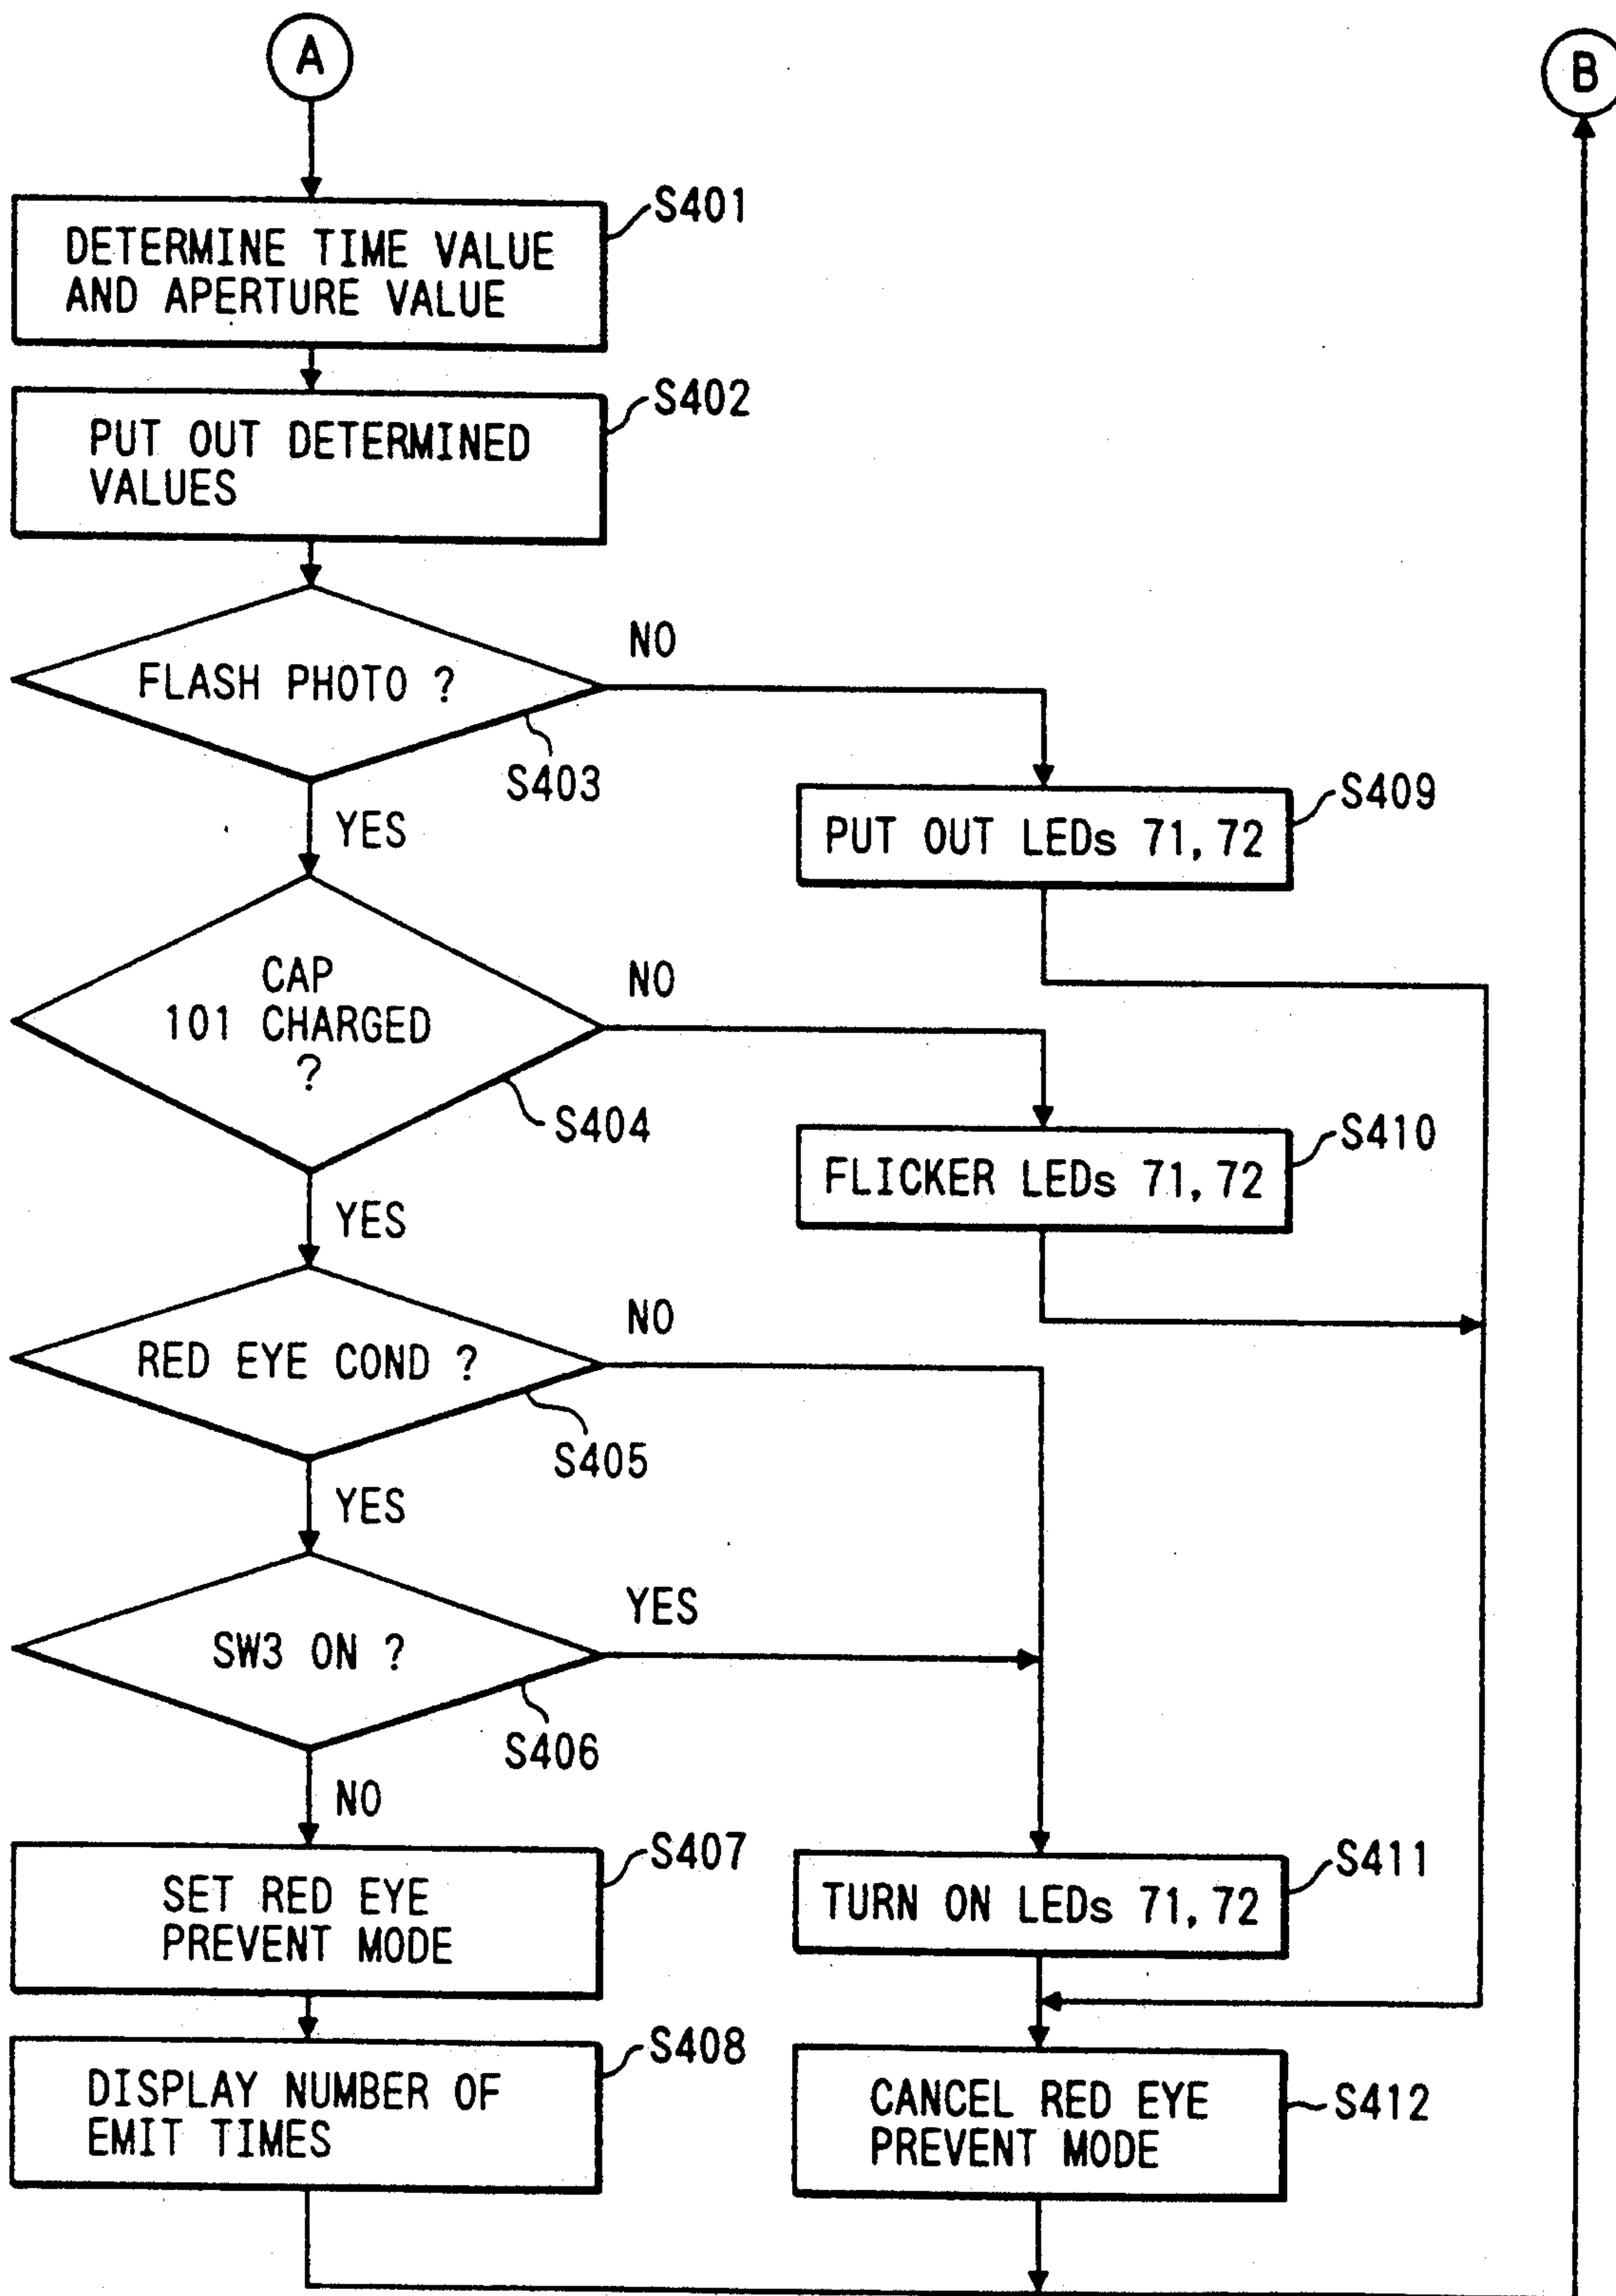 A
B
S401
DETERMINE TIME VALUE
AND APERTURE VALUE
S402
PUT OUT DETERMINED
VALUES
NO
FLASH PHOTO ?
S403
YES
S409
PUT OUT LEDs 71, 72
CAP
101 CHARGED
?
NO
S404
S410
FLICKER LEDs 71, 72
YES
NO
RED EYE COND ?
S405
YES
YES
SW3 ON ?
S406
NO
S407
SET RED EYE
PREVENT MODE
S411
TURN ON LEDs 71, 72
S408
DISPLAY NUMBER OF
EMIT TIMES
S412
CANCEL RED EYE
PREVENT MODE